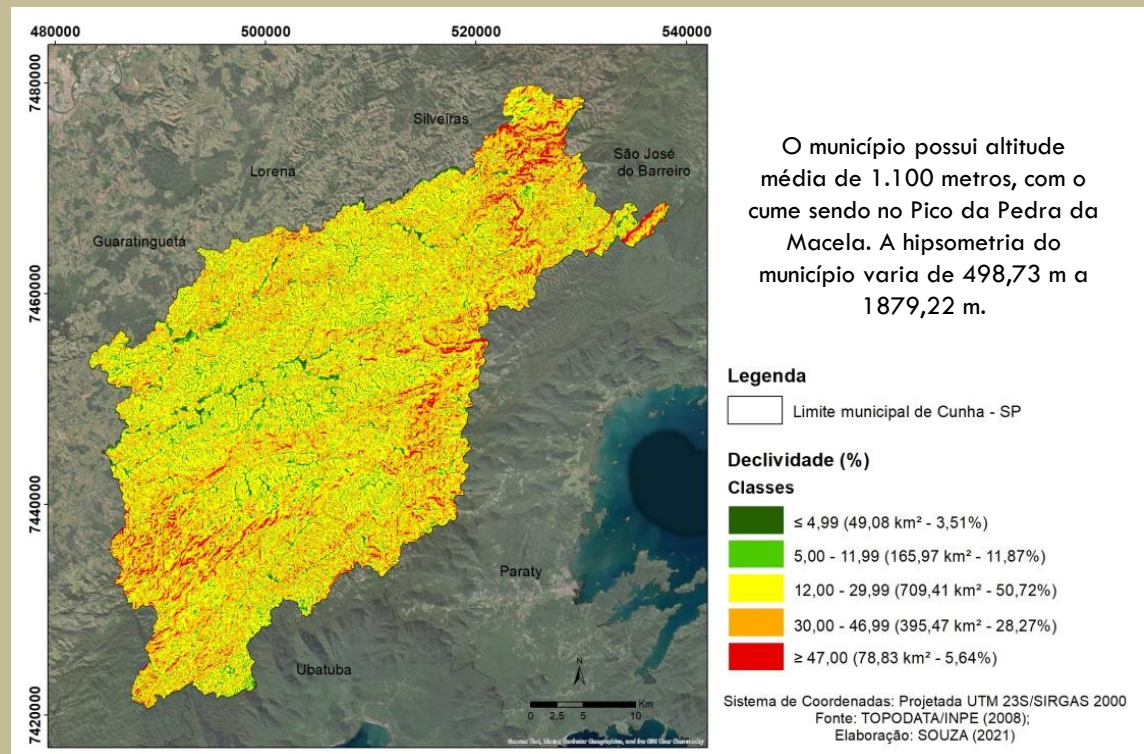 480000
500000
520000
540000
7480000
7460000
7440000
7420000
Silveiras
São José
do Barreiro
Lorena
Guaratinguetá
Paraty
Ubatuba
N
Km
0 2.5 5 10
O município possui altitude
média de 1.100 metros, com o
cume sendo no Pico da Pedra da
Macela. A hipsometria do
município varia de 498,73 m a
1879,22 m.
Legenda
Limite municipal de Cunha - SP
Declividade (%)
Classes
≤ 4,99 (49,08 km² - 3,51%)
5,00 - 11,99 (165,97 km² - 11,87%)
12,00 - 29,99 (709,41 km² - 50,72%)
30,00 - 46,99 (395,47 km² - 28,27%)
≥ 47,00 (78,83 km² - 5,64%)
Sistema de Coordenadas: Projetada UTM 23S/SIRGAS 2000
Fonte: TOPODATA/INPE (2008);
Elaboração: SOUZA (2021)